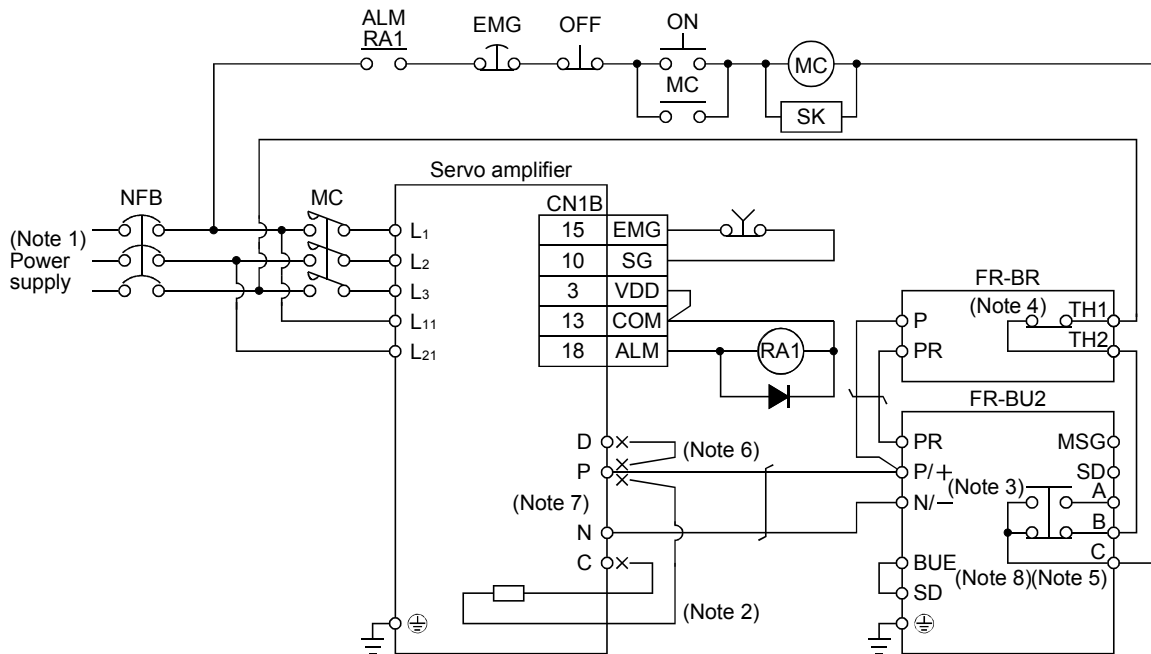 ALM
RA1
EMG
OFF
ON
MC
MC
SK
Servo amplifier
NFB
MC
(Note 1)
Power
supply
L1
L2
L3
L11
L21
CN1B
15 EMG
10 SG
3 VDD
13 COM
18 ALM
RA1
D
P
(Note 7)
N
C
(Note 6)
(Note 2)
FR-BR
(Note 4)
TH1
TH2
P
PR
FR-BU2
PR
MSG
P/+
SD
(Note 3)
A
N/−
B
C
BUE
(Note 8)(Note 5)
SD